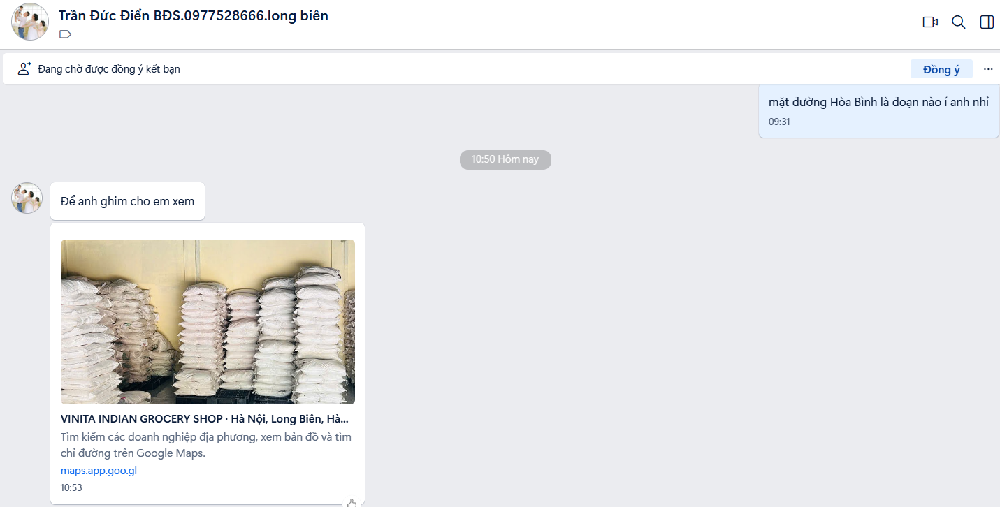 Trần Đức Điển BĐS.0977528666.long biên
Đang chờ được đồng ý kết bạn
Đồng ý
mặt đường Hòa Bình là đoạn nào í anh nhỉ
09:31
10:50 Hôm nay
Để anh ghim cho em xem
VINITA INDIAN GROCERY SHOP · Hà Nội, Long Biên, Hà...
Tìm kiếm các doanh nghiệp địa phương, xem bản đồ và tìm
chỉ đường trên Google Maps.
maps.app.goo.gl
10:53